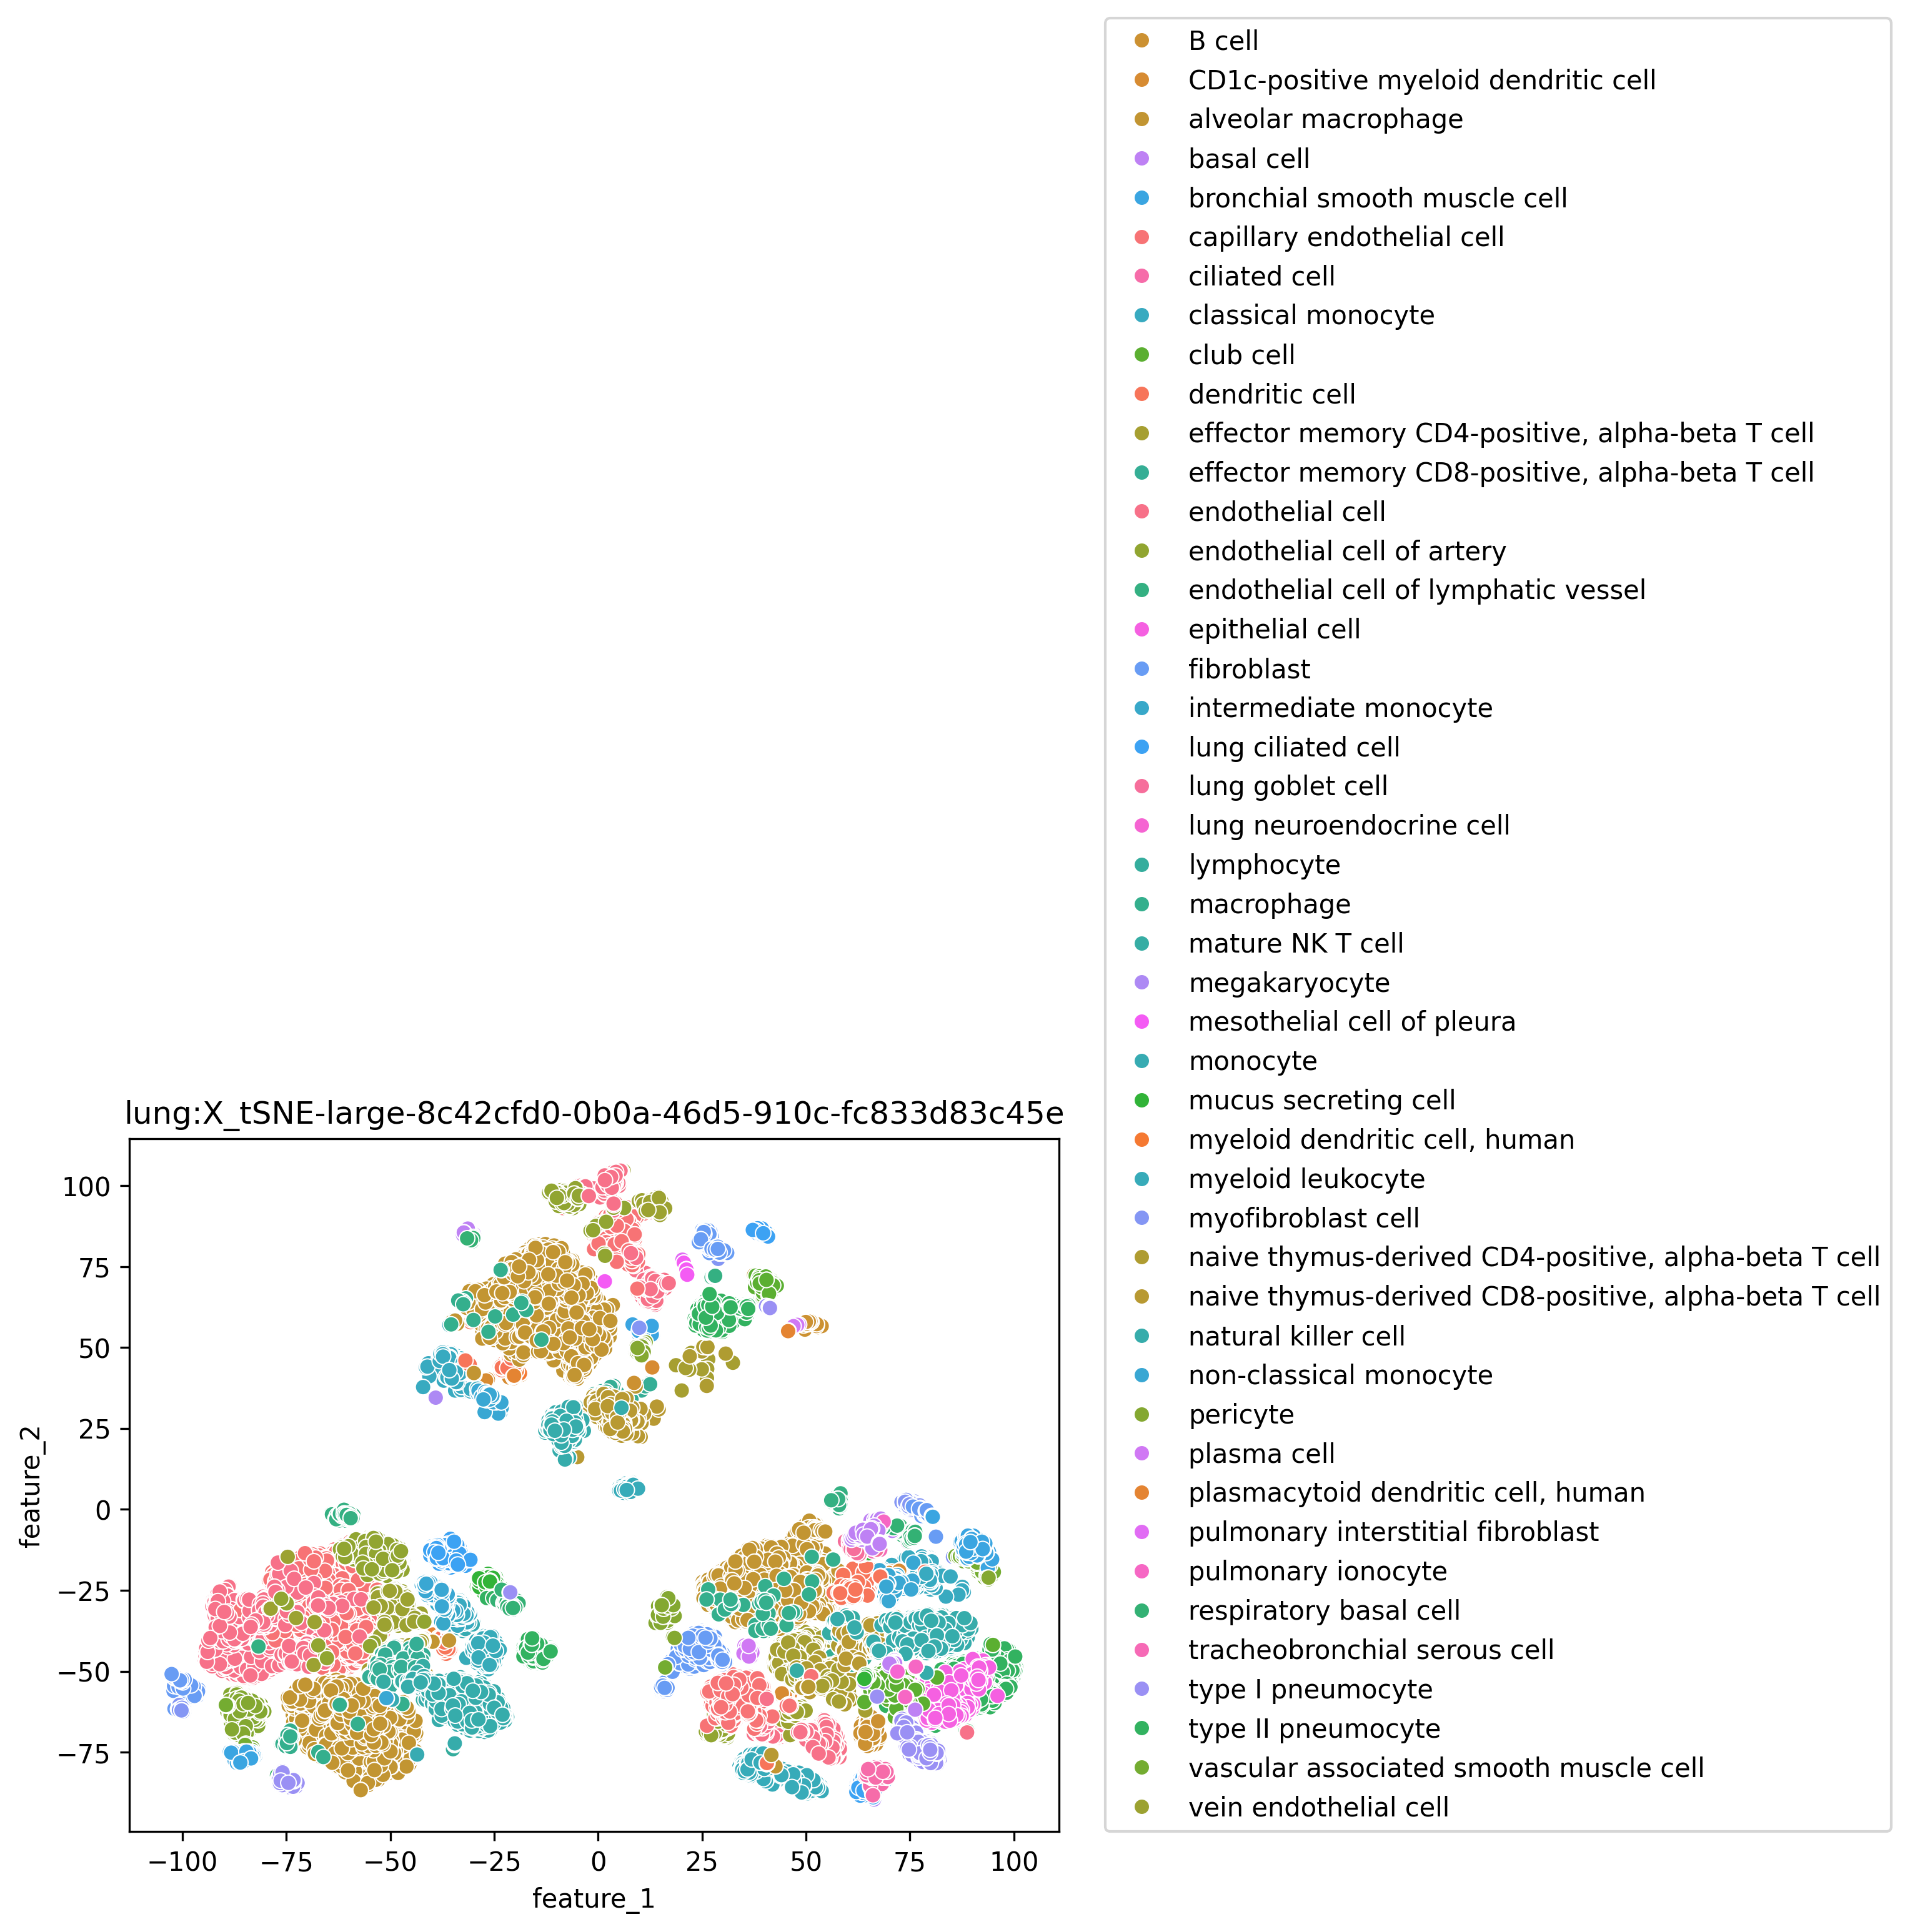 B cell
CD1c-positive myeloid dendritic cell
alveolar macrophage
basal cell
bronchial smooth muscle cell
capillary endothelial cell
ciliated cell
classical monocyte
club cell
dendritic cell
effector memory CD4-positive, alpha-beta T cell
effector memory CD8-positive, alpha-beta T cell
endothelial cell
endothelial cell of artery
endothelial cell of lymphatic vessel
epithelial cell
fibroblast
intermediate monocyte
lung ciliated cell
lung goblet cell
lung neuroendocrine cell
lymphocyte
macrophage
mature NK T cell
megakaryocyte
mesothelial cell of pleura
monocyte
mucus secreting cell
myeloid dendritic cell, human
myeloid leukocyte
myofibroblast cell
naive thymus-derived CD4-positive, alpha-beta T cell
naive thymus-derived CD8-positive, alpha-beta T cell
natural killer cell
non-classical monocyte
pericyte
plasma cell
plasmacytoid dendritic cell, human
pulmonary interstitial fibroblast
pulmonary ionocyte
respiratory basal cell
tracheobronchial serous cell
type I pneumocyte
type II pneumocyte
vascular associated smooth muscle cell
vein endothelial cell
lung:X_tSNE-large-8c42cfd0-0b0a-46d5-910c-fc833d83c45e
100
75
50
25
0
−25
−50
−75
feature_2
−100 −75 −50 −25 0 25 50 75 100
feature_1